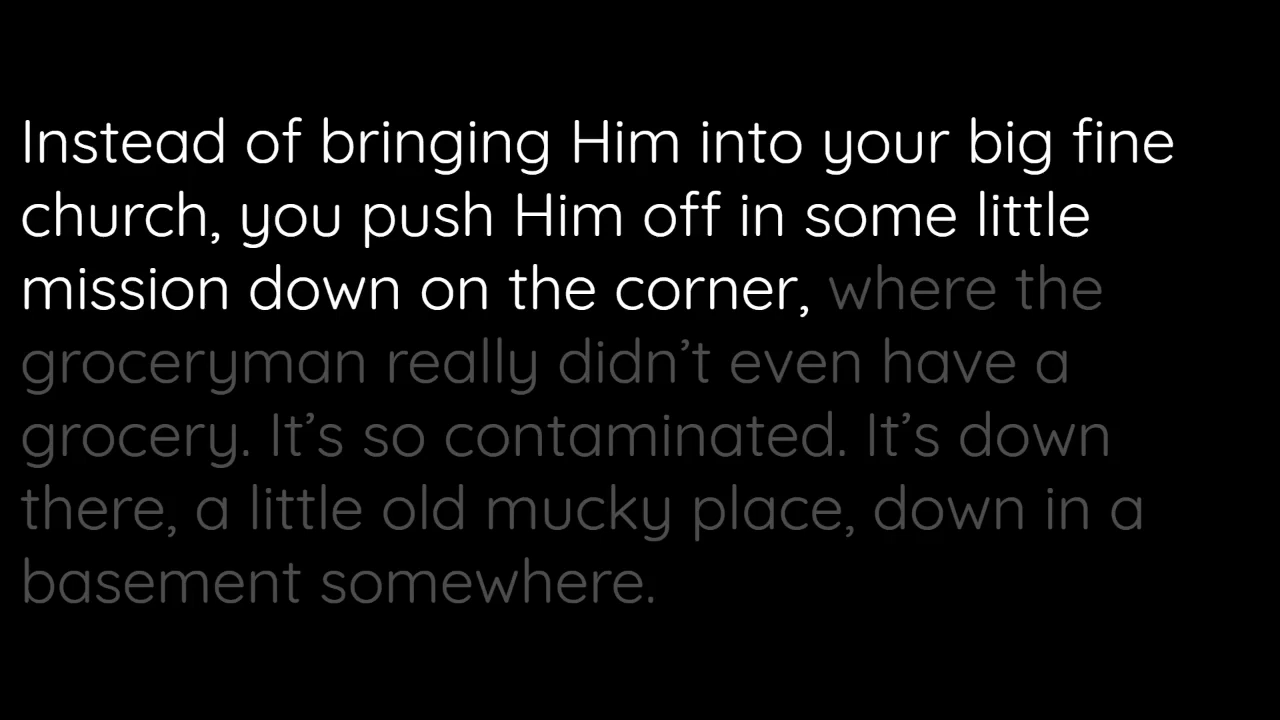 Instead of bringing Him into your big fine
church, you push Him off in some little
mission down on the corner, where the
groceryman really didn’t even have a
grocery. It’s so contaminated. It’s down
there, a little old mucky place, down in a
basement somewhere.